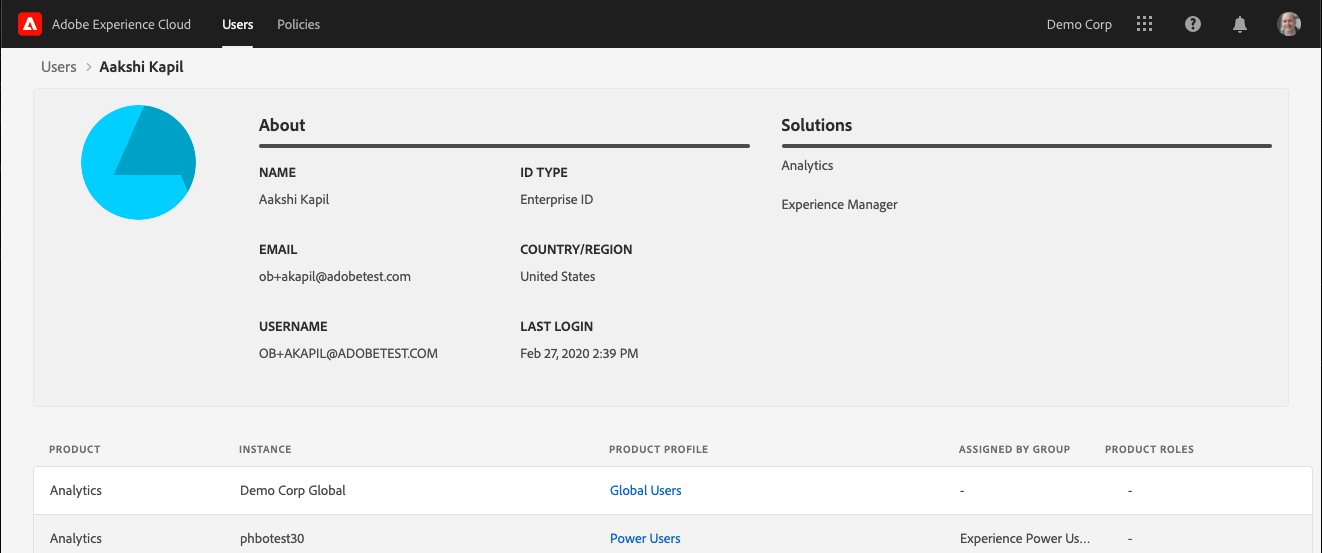 Adobe Experience Cloud Users Policies Demo Corp
Users > Aakshi Kapil
About
NAME
Aakshi Kapil
ID TYPE
Enterprise ID
EMAIL
ob+akapil@adobetest.com
COUNTRY/REGION
United States
USERNAME
OB+AKAPIL@ADOBETEST.COM
LAST LOGIN
Feb 27, 2020 2:39 PM
Solutions
Analytics
Experience Manager
PRODUCT INSTANCE PRODUCT PROFILE ASSIGNED BY GROUP PRODUCT ROLES
Analytics Demo Corp Global Global Users - -
Analytics phbotest30 Power Users Experience Power Us... -